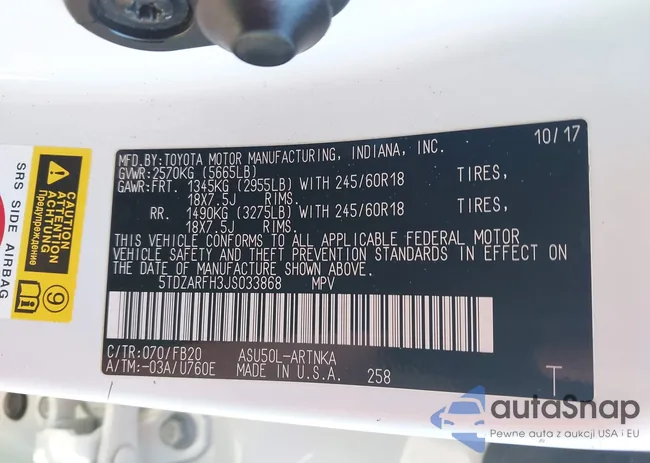 10/17
MFD.BY:TOYOTA MOTOR MANUFACTURING, INDIANA, INC.
GVWR:2570KG (5665LB)
GAWR:FRT. 1345KG (2955LB) WITH 245/60R18 TIRES,
18X7.5J RIMS.
RR. 1490KG (3275LB) WITH 245/60R18 TIRES,
18X7.5J RIMS.
THIS VEHICLE CONFORMS TO ALL APPLICABLE FEDERAL MOTOR
VEHICLE SAFETY AND THEFT PREVENTION STANDARDS IN EFFECT ON
THE DATE OF MANUFACTURE SHOWN ABOVE.
5TDZARFH3JS033868 MPV
C/TR:070/FB20 ASU50L-ARTNKA
A/TM:-03A/U760E MADE IN U.S.A. 258
T
SRS SIDE AIRBAG
CAUTION
ATTENTION
ACHTUNG
Предупреждение
9
autaSnap
Pewne auta z aukcji USA i EU